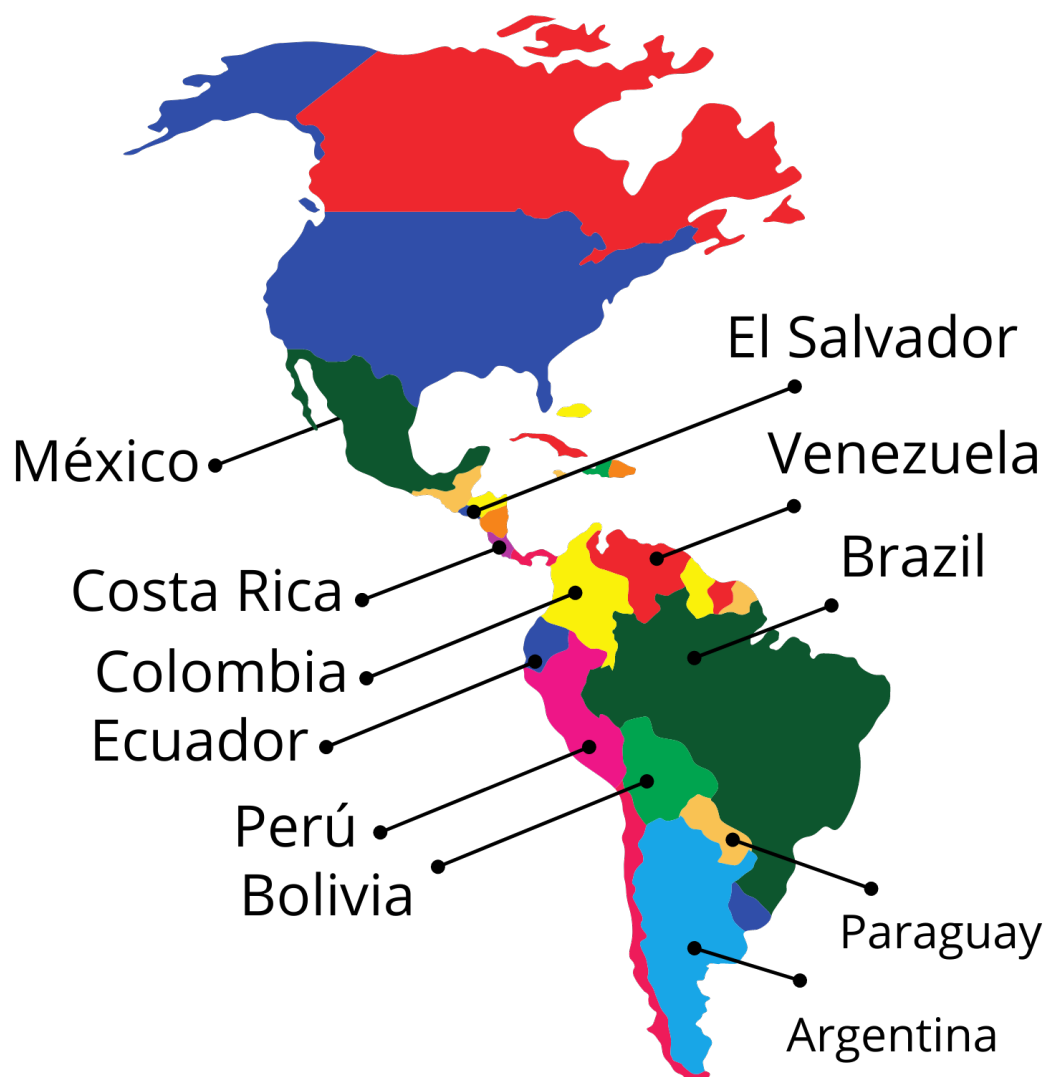 El Salvador
México
Venezuela
Brazil
Costa Rica
Colombia
Ecuador
Perú
Bolivia
Paraguay
Argentina